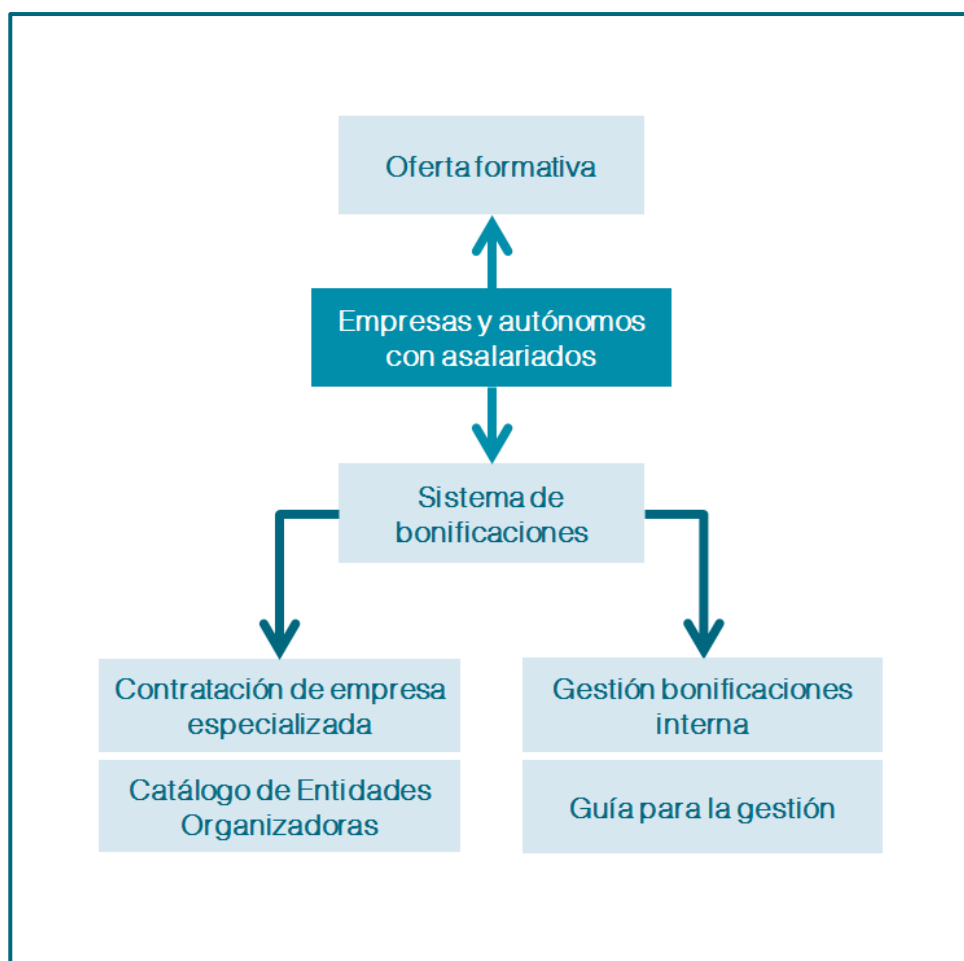 Oferta formativa
Empresas y autónomos
con asalariados
Sistema de
bonificaciones
Contratación de empresa
especializada
Catálogo de Entidades
Organizadoras
Gestión bonificaciones
interna
Guía para la gestión